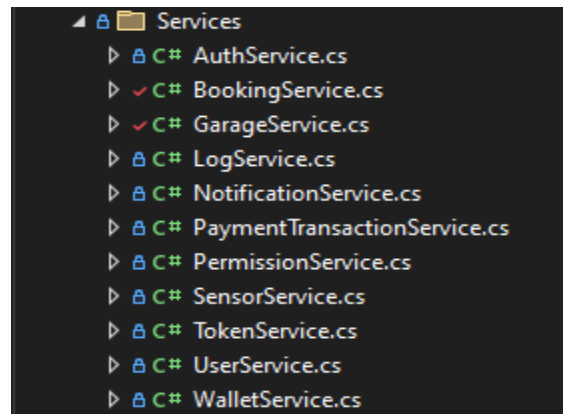 Services
C# AuthService.cs
C# BookingService.cs
C# GarageService.cs
C# LogService.cs
C# NotificationService.cs
C# PaymentTransactionService.cs
C# PermissionService.cs
C# SensorService.cs
C# TokenService.cs
C# UserService.cs
C# WalletService.cs